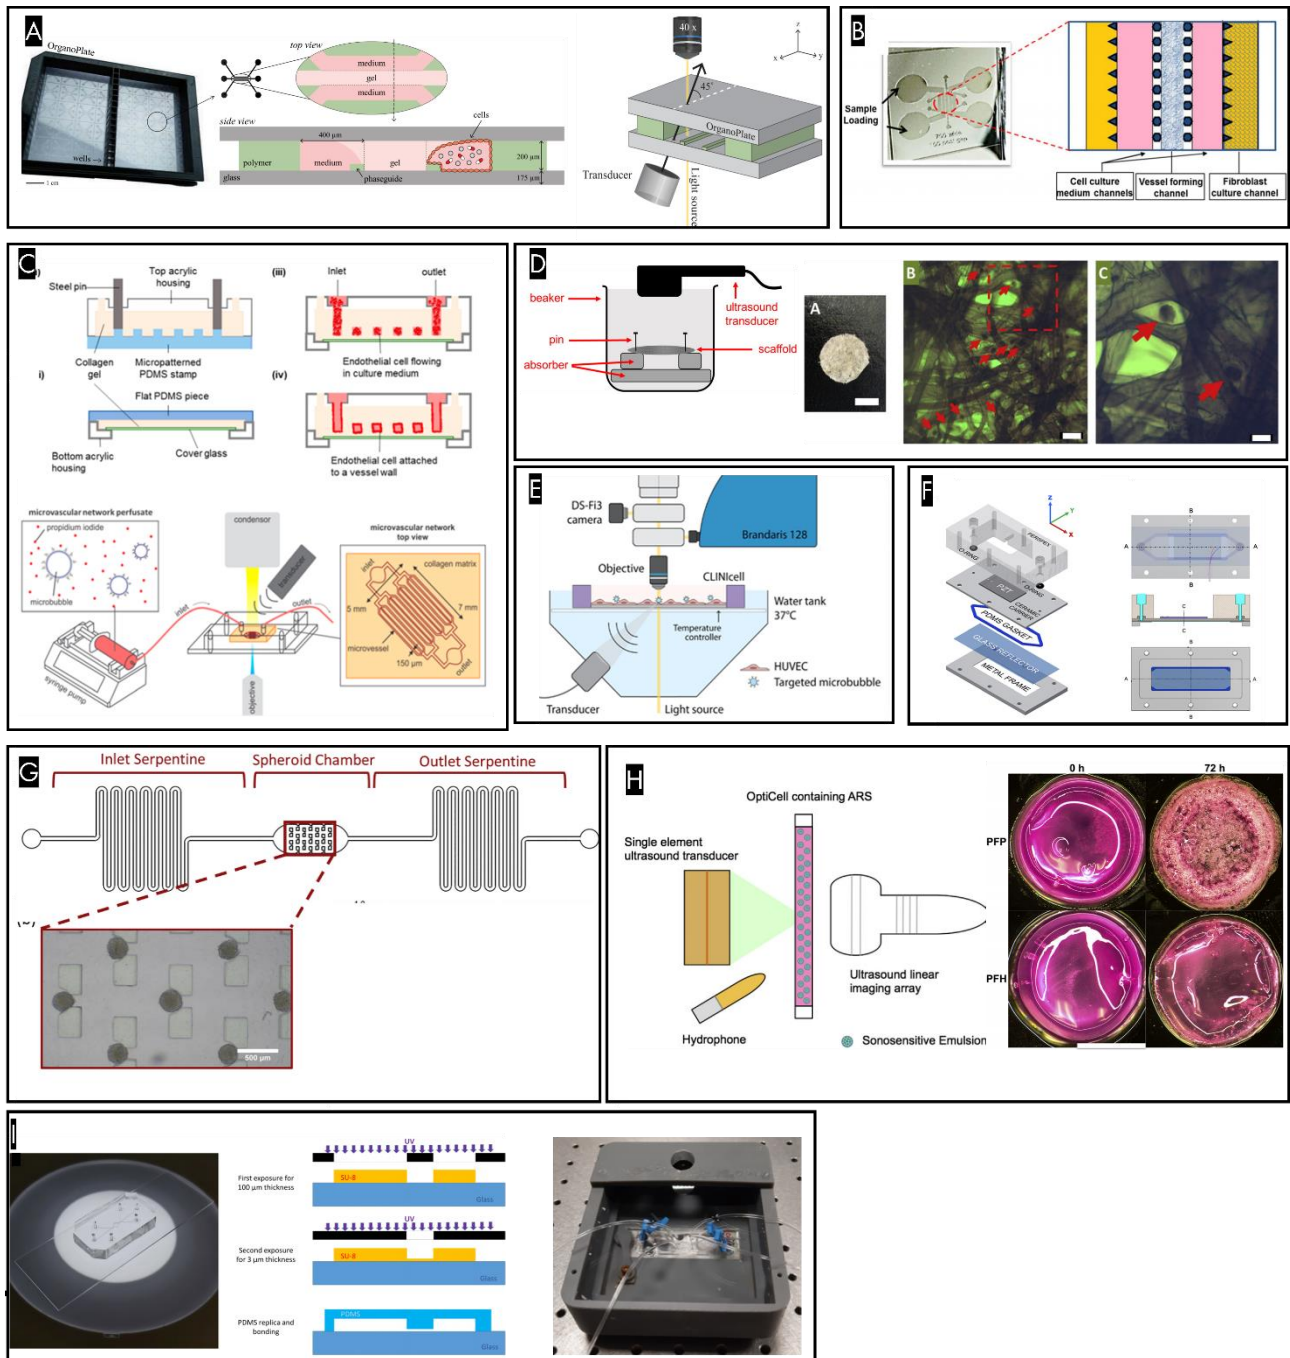 A
OrganoPlate
wells
1 cm
top view
medium
gel
medium
side view
400 µm
cells
polymer
medium
gel
200 µm
glass
phaseguide
175 µm
40 x
45°
OrganoPlate
Transducer
Light source
z
x
y
B
Sample
Loading
Cell culture
medium channels
Vessel forming
channel
Fibroblast
culture channel
C
Steel pin
Top acrylic
housing
Collagen
gel
Micropatterned
PDMS stamp
i)
Flat PDMS piece
Bottom acrylic
housing
Cover glass
(iii)
Inlet
outlet
Endothelial cell flowing
in culture medium
(iv)
Endothelial cell attached
to a vessel wall
microvascular network perfusate
propidium iodide
microbubble
syringe pump
inlet
condensor
transducer
outlet
objective
microvascular network
top view
inlet
collagen matrix
5 mm
7 mm
microvessel
150 µm
outlet
D
beaker
ultrasound
transducer
pin
scaffold
absorber
A
B
C
E
DS-Fi3
camera
Brandaris 128
Objective
CLINIcell
Water tank
37°C
Temperature
controller
HUVEC
Targeted microbubble
Transducer
Light source
F
Z
Y
X
PERIPEX
O-RING
O-RING
PZT
CERAMIC
CARRIER
PDMS GASKET
GLASS REFLECTOR
METAL FRAME
B
A
A
B
C
C
B
A
A
B
G
Inlet Serpentine
Spheroid Chamber
Outlet Serpentine
500 µm
H
OptiCell containing ARS
Single element
ultrasound transducer
Hydrophone
Ultrasound linear
imaging array
Sonosensitive Emulsion
0 h
72 h
PFP
PFH
I
UV
First exposure for
100 µm thickness
SU-8
Glass
UV
Second exposure
for 3 µm thickness
SU-8
Glass
PDMS replica and
bonding
PDMS
Glass